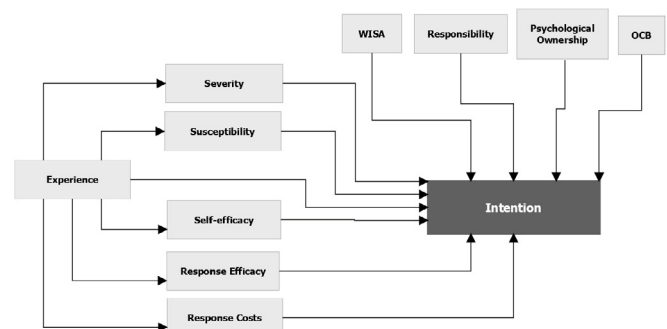 WISA
Responsibility
Psychological
Ownership
OCB
Severity
Susceptibility
Experience
Intention
Self-efficacy
Response Efficacy
Response Costs